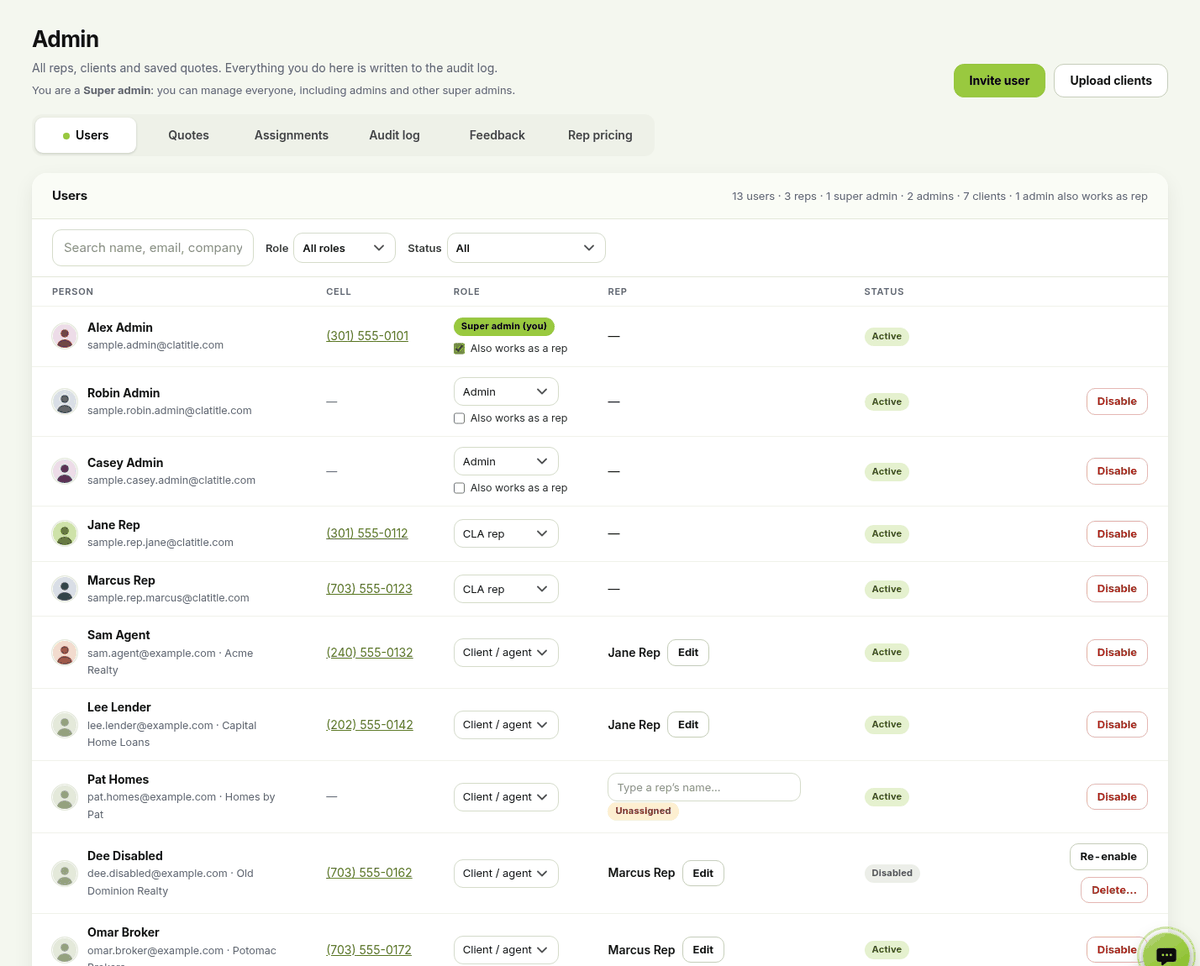 Admin
All reps, clients and saved quotes. Everything you do here is written to the audit log.
You are a Super admin: you can manage everyone, including admins and other super admins.
Invite user
Upload clients
Users
Quotes
Assignments
Audit log
Feedback
Rep pricing
Users
13 users · 3 reps · 1 super admin · 2 admins · 7 clients · 1 admin also works as rep
Search name, email, company
Role
All roles
Status
All
PERSON
CELL
ROLE
REP
STATUS
Alex Admin
sample.admin@clatitle.com
(301) 555-0101
Super admin (you)
Also works as a rep
—
Active
Robin Admin
sample.robin.admin@clatitle.com
—
Admin
Also works as a rep
—
Active
Disable
Casey Admin
sample.casey.admin@clatitle.com
—
Admin
Also works as a rep
—
Active
Disable
Jane Rep
sample.rep.jane@clatitle.com
(301) 555-0112
CLA rep
—
Active
Disable
Marcus Rep
sample.rep.marcus@clatitle.com
(703) 555-0123
CLA rep
—
Active
Disable
Sam Agent
sam.agent@example.com · Acme
Realty
(240) 555-0132
Client / agent
Jane Rep
Edit
Active
Disable
Lee Lender
lee.lender@example.com · Capital
Home Loans
(202) 555-0142
Client / agent
Jane Rep
Edit
Active
Disable
Pat Homes
pat.homes@example.com · Homes by
Pat
—
Client / agent
Type a rep's name...
Unassigned
Active
Disable
Dee Disabled
dee.disabled@example.com · Old
Dominion Realty
(703) 555-0162
Client / agent
Marcus Rep
Edit
Disabled
Re-enable
Delete...
Omar Broker
omar.broker@example.com · Potomac
(703) 555-0172
Client / agent
Marcus Rep
Edit
Active
Disable